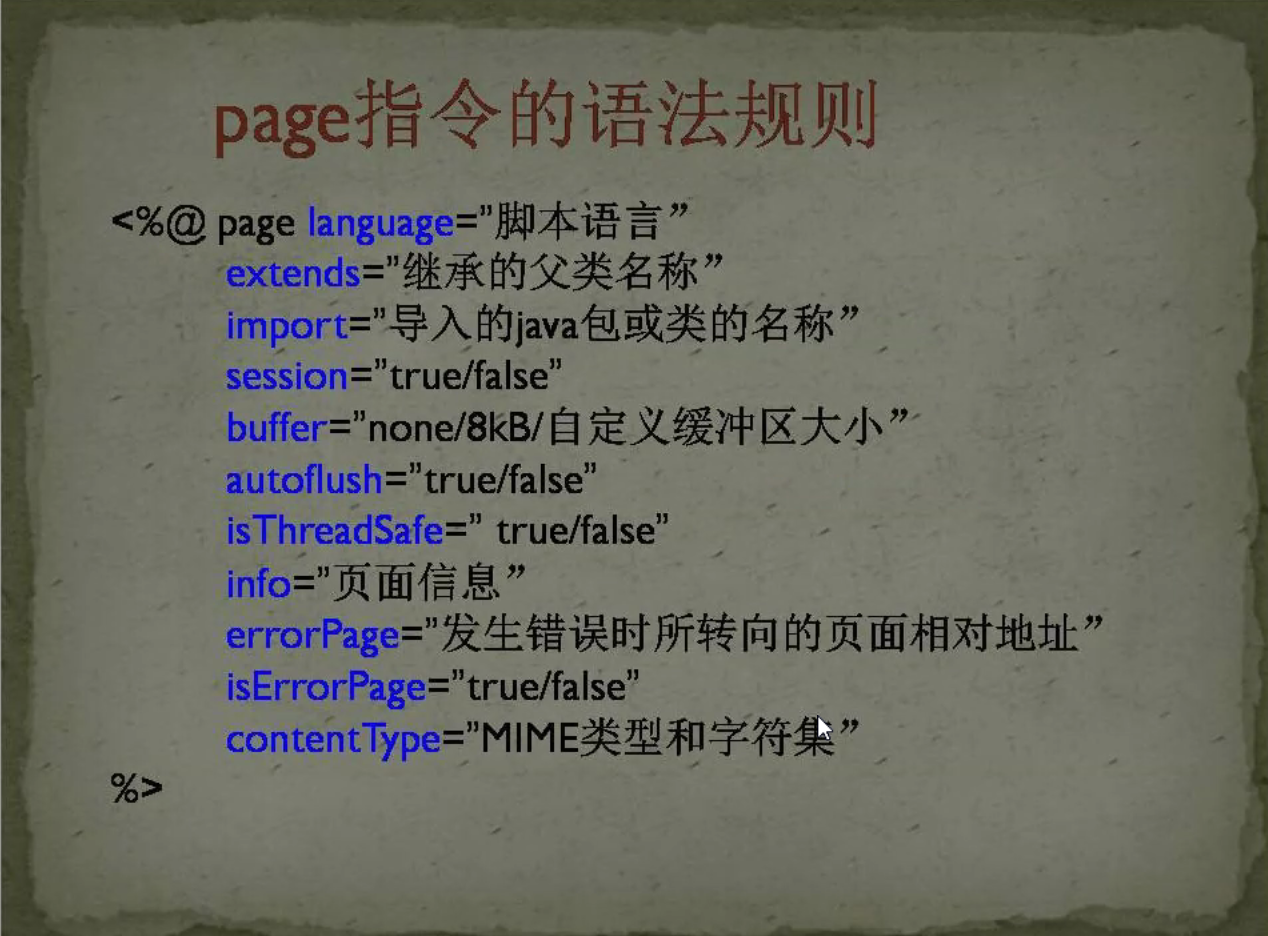 page指令的语法规则
<%@ page language=”脚本语言”
extends=”继承的父类名称”
import=”导入的java包或类的名称”
session=”true/false”
buffer=”none/8kB/自定义缓冲区大小”
autoflush=”true/false”
isThreadSafe=” true/false”
info=”页面信息”
errorPage=”发生错误时所转向的页面相对地址”
isErrorPage=”true/false”
contentType=”MIME类型和字符集”
%>